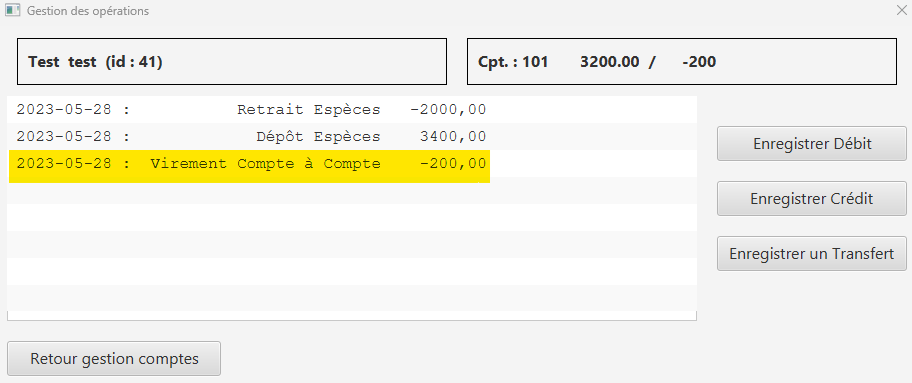 Gestion des opérations
Test test (id : 41)
Cpt. : 101 3200.00 / -200
2023-05-28 : Retrait Espèces -2000,00
2023-05-28 : Dépôt Espèces 3400,00
2023-05-28 : Virement Compte à Compte -200,00
Enregistrer Débit
Enregistrer Crédit
Enregistrer un Transfert
Retour gestion comptes